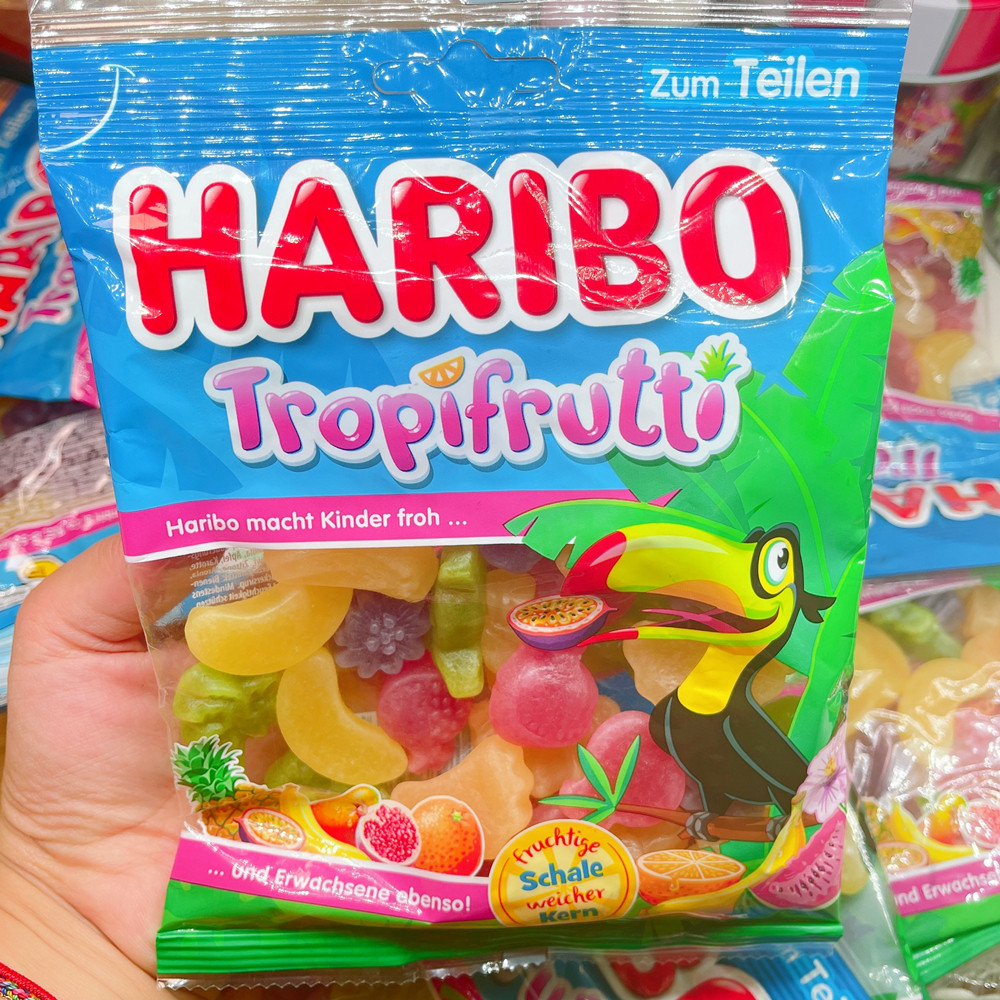 Zum Teilen
HARIBO
Tropifrutti
Haribo macht Kinder froh ...
... und Erwachsene ebenso!
fruchtige
Schale
weicher
Kern